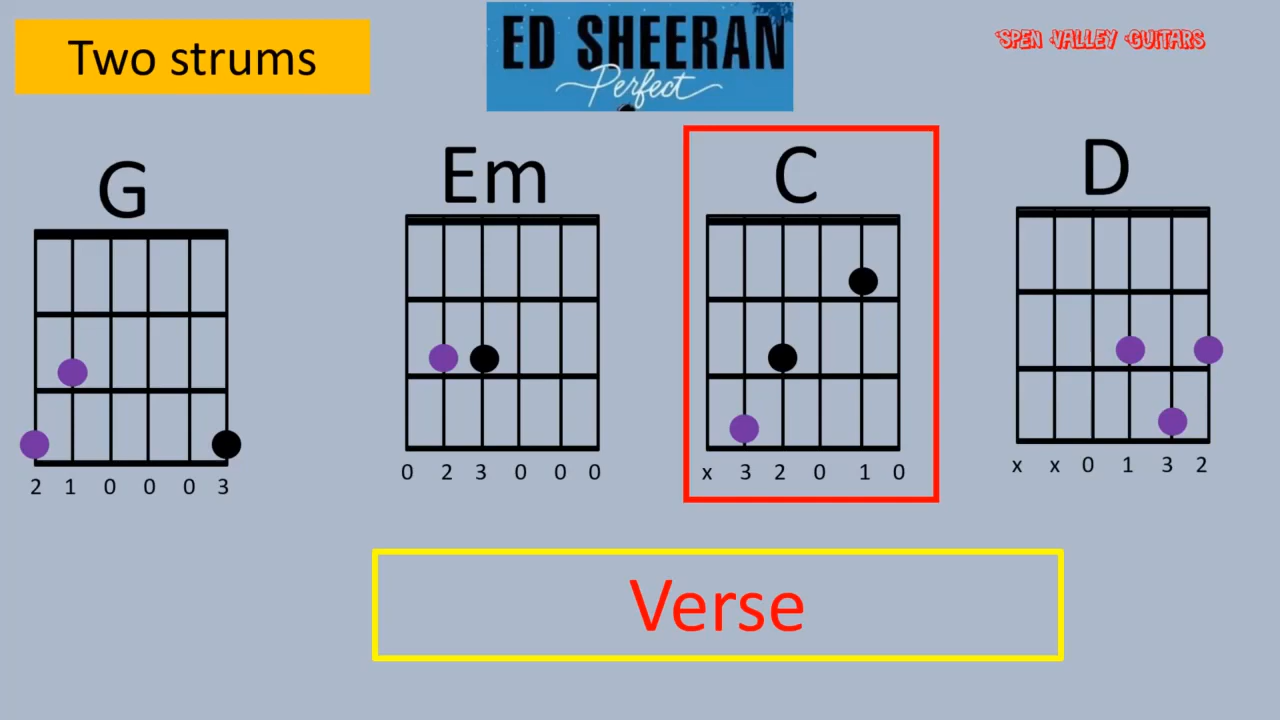 Two strums
ED SHEERAN
Perfect
SPEN VALLEY GUITARS
G
Em
C
D
2 1 0 0 0 3
0 2 3 0 0 0
x 3 2 0 1 0
x x 0 1 3 2
Verse